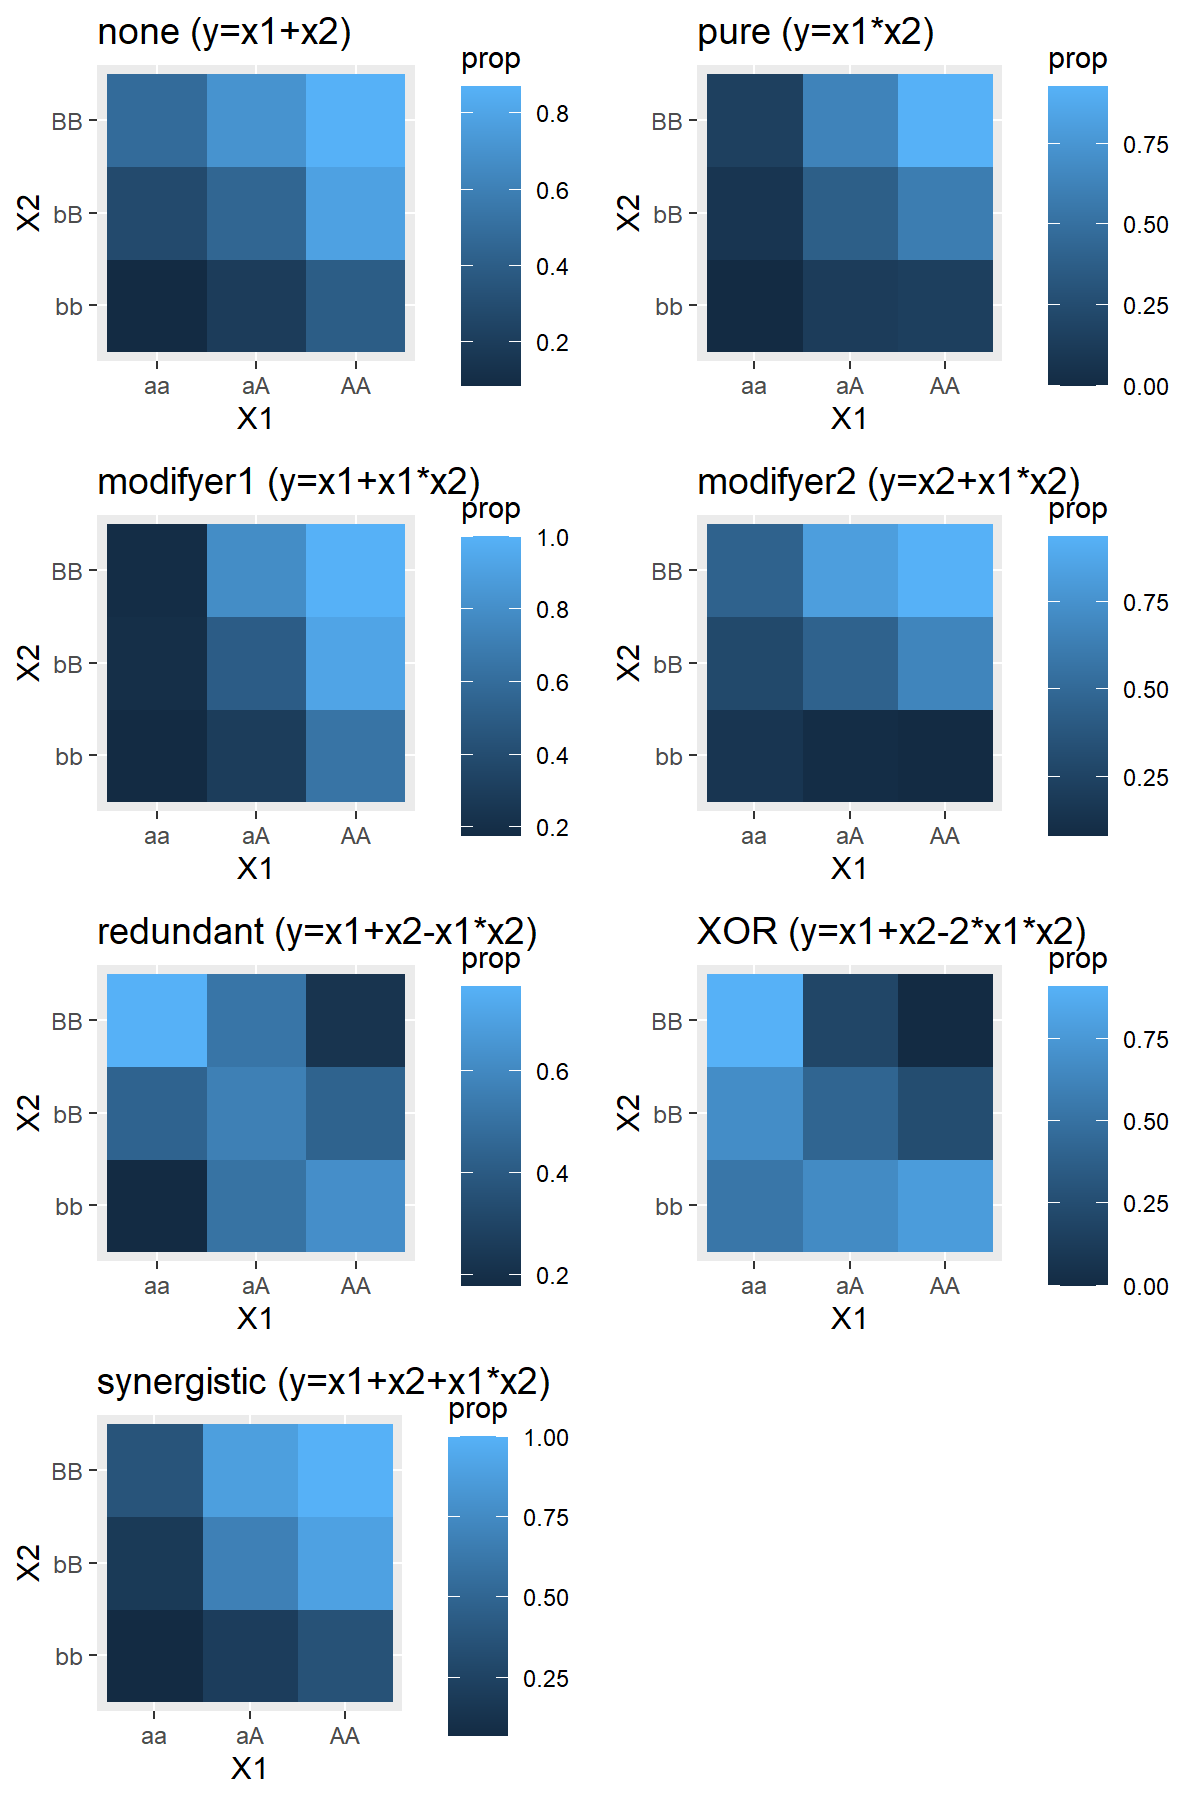 none (y=x1+x2)
prop
0.8
0.6
0.4
0.2
BB
bB
bb
X2
aa aA AA
X1
pure (y=x1*x2)
prop
0.75
0.50
0.25
0.00
BB
bB
bb
X2
aa aA AA
X1
modifyer1 (y=x1+x1*x2)
prop
1.0
0.8
0.6
0.4
0.2
BB
bB
bb
X2
aa aA AA
X1
modifyer2 (y=x2+x1*x2)
prop
0.75
0.50
0.25
BB
bB
bb
X2
aa aA AA
X1
redundant (y=x1+x2-x1*x2)
prop
0.6
0.4
0.2
BB
bB
bb
X2
aa aA AA
X1
XOR (y=x1+x2-2*x1*x2)
prop
0.75
0.50
0.25
0.00
BB
bB
bb
X2
aa aA AA
X1
synergistic (y=x1+x2+x1*x2)
prop
1.00
0.75
0.50
0.25
BB
bB
bb
X2
aa aA AA
X1